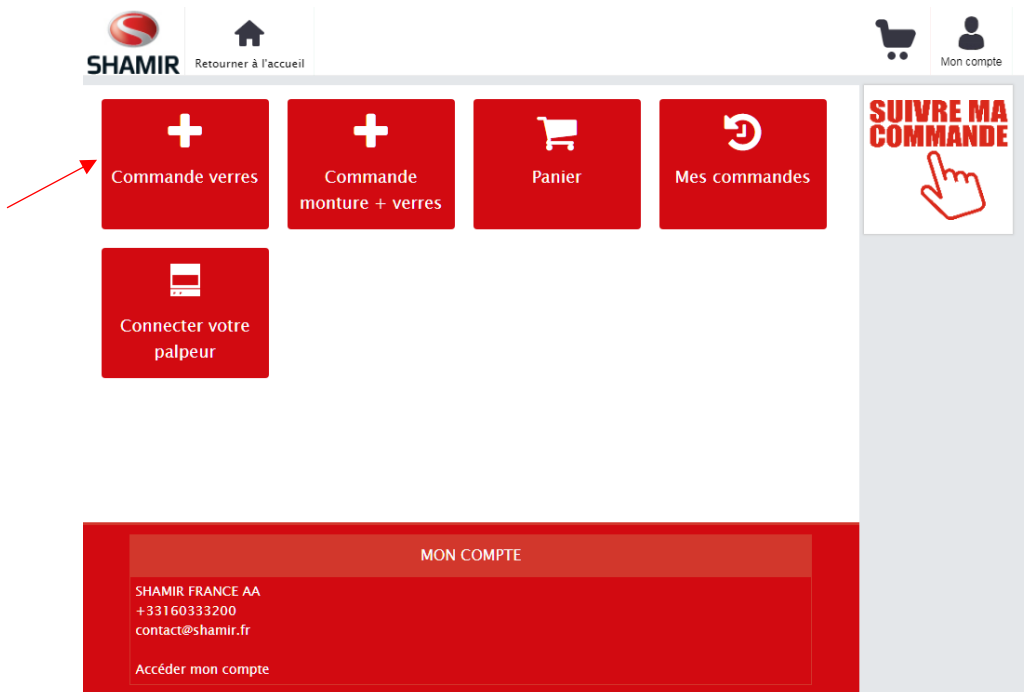 SHAMIR
Retourner à l'accueil
Mon compte
Commande verres
Commande
monture + verres
Panier
Mes commandes
SUIVRE MA
COMMANDE
Connecter votre
palpeur
MON COMPTE
SHAMIR FRANCE AA
+33160333200
contact@shamir.fr
Accéder mon compte